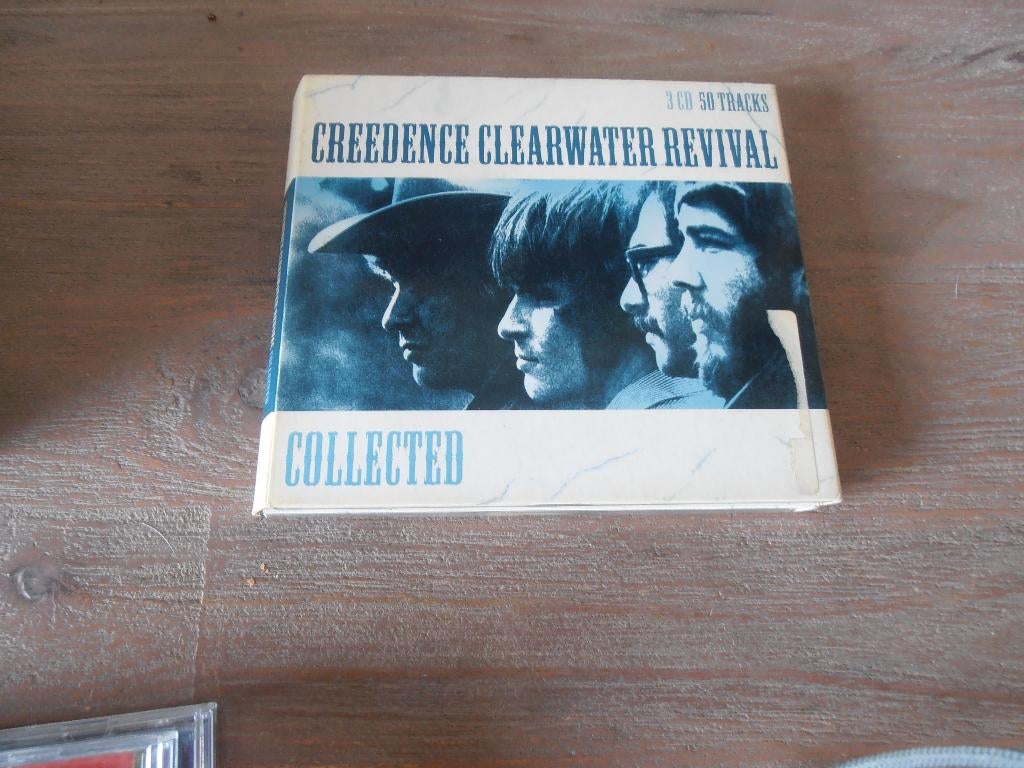 3 CD 50 TRACKS
CREEDENCE CLEARWATER REVIVAL
COLLECTED